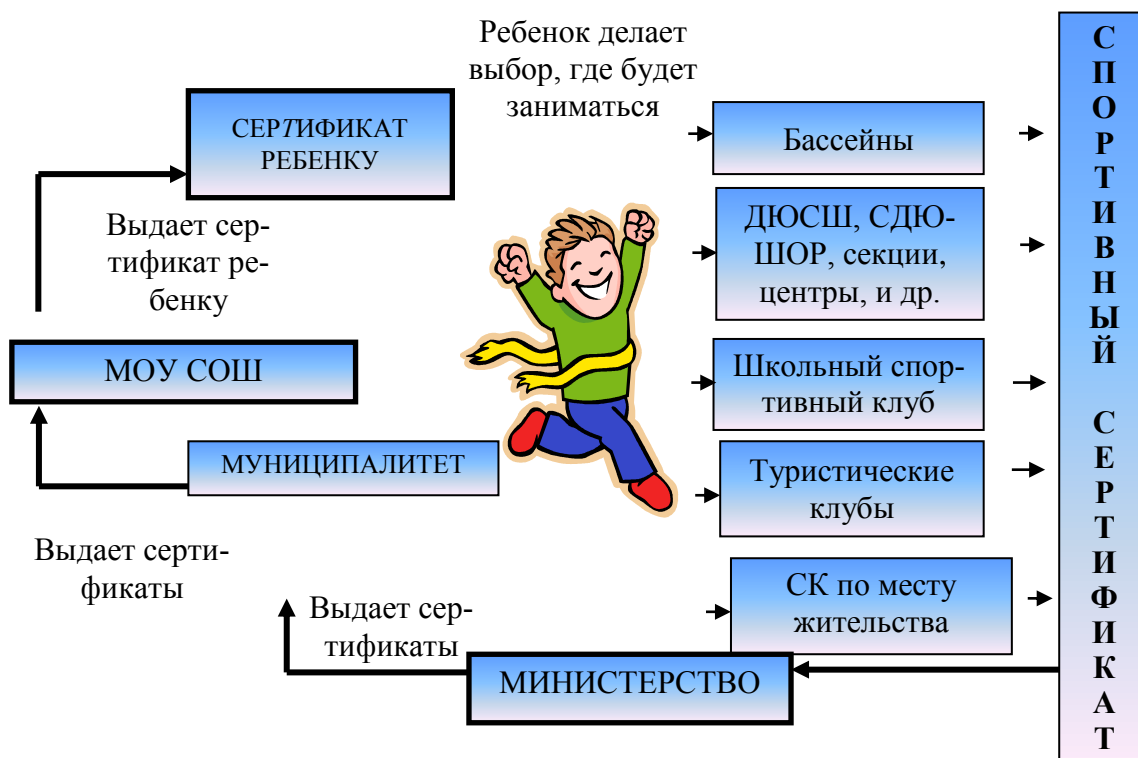 Ребенок делает
выбор, где будет
заниматься
СЕРТИФИКАТ
РЕБЕНКУ
Выдает сер-
тификат ре-
бенку
МОУ СОШ
МУНИЦИПАЛИТЕТ
Выдает серти-
фикаты
Выдает сер-
тификаты
МИНИСТЕРСТВО
Бассейны
ДЮСШ, СДЮ-
ШОР, секции,
центры, и др.
Школьный спор-
тивный клуб
Туристические
клубы
СК по месту
жительства
СПОРТИВНЫЙ СЕРТИФИКАТ